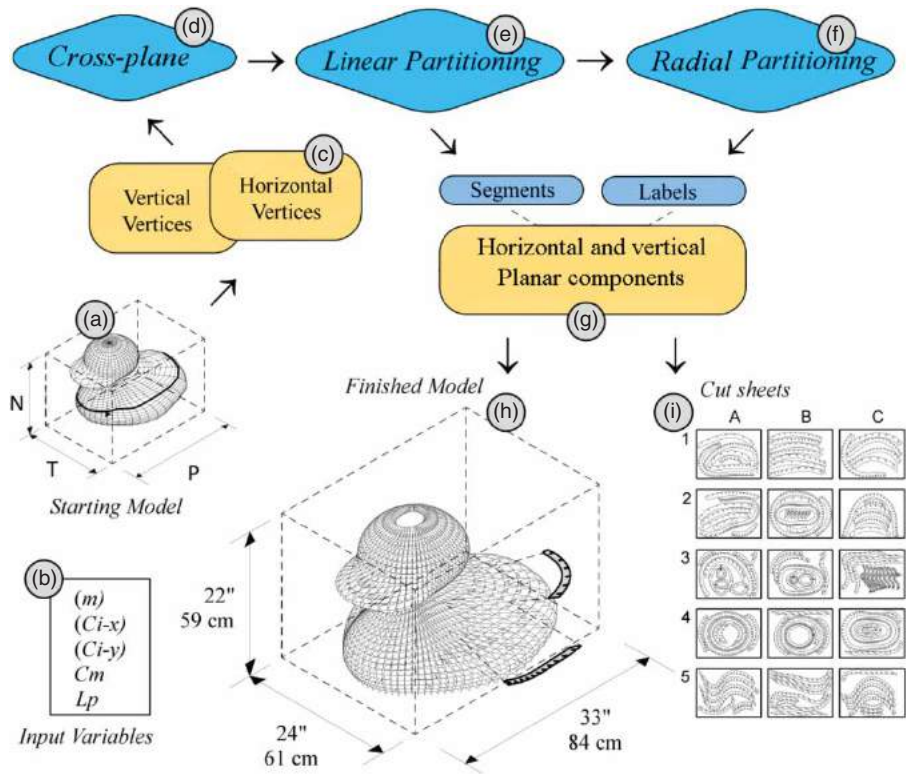 (d)
Cross-plane
(e)
Linear Partitioning
(f)
Radial Partitioning
(c)
Vertical
Vertices
Horizontal
Vertices
Segments
Labels
Horizontal and vertical
Planar components
(g)
(a)
N
T
P
Starting Model
(b)
(m)
(Ci-x)
(Ci-y)
Cm
Lp
Input Variables
Finished Model
(h)
22"
59 cm
24"
61 cm
33"
84 cm
(i)
Cut sheets
A B C
1
2
3
4
5